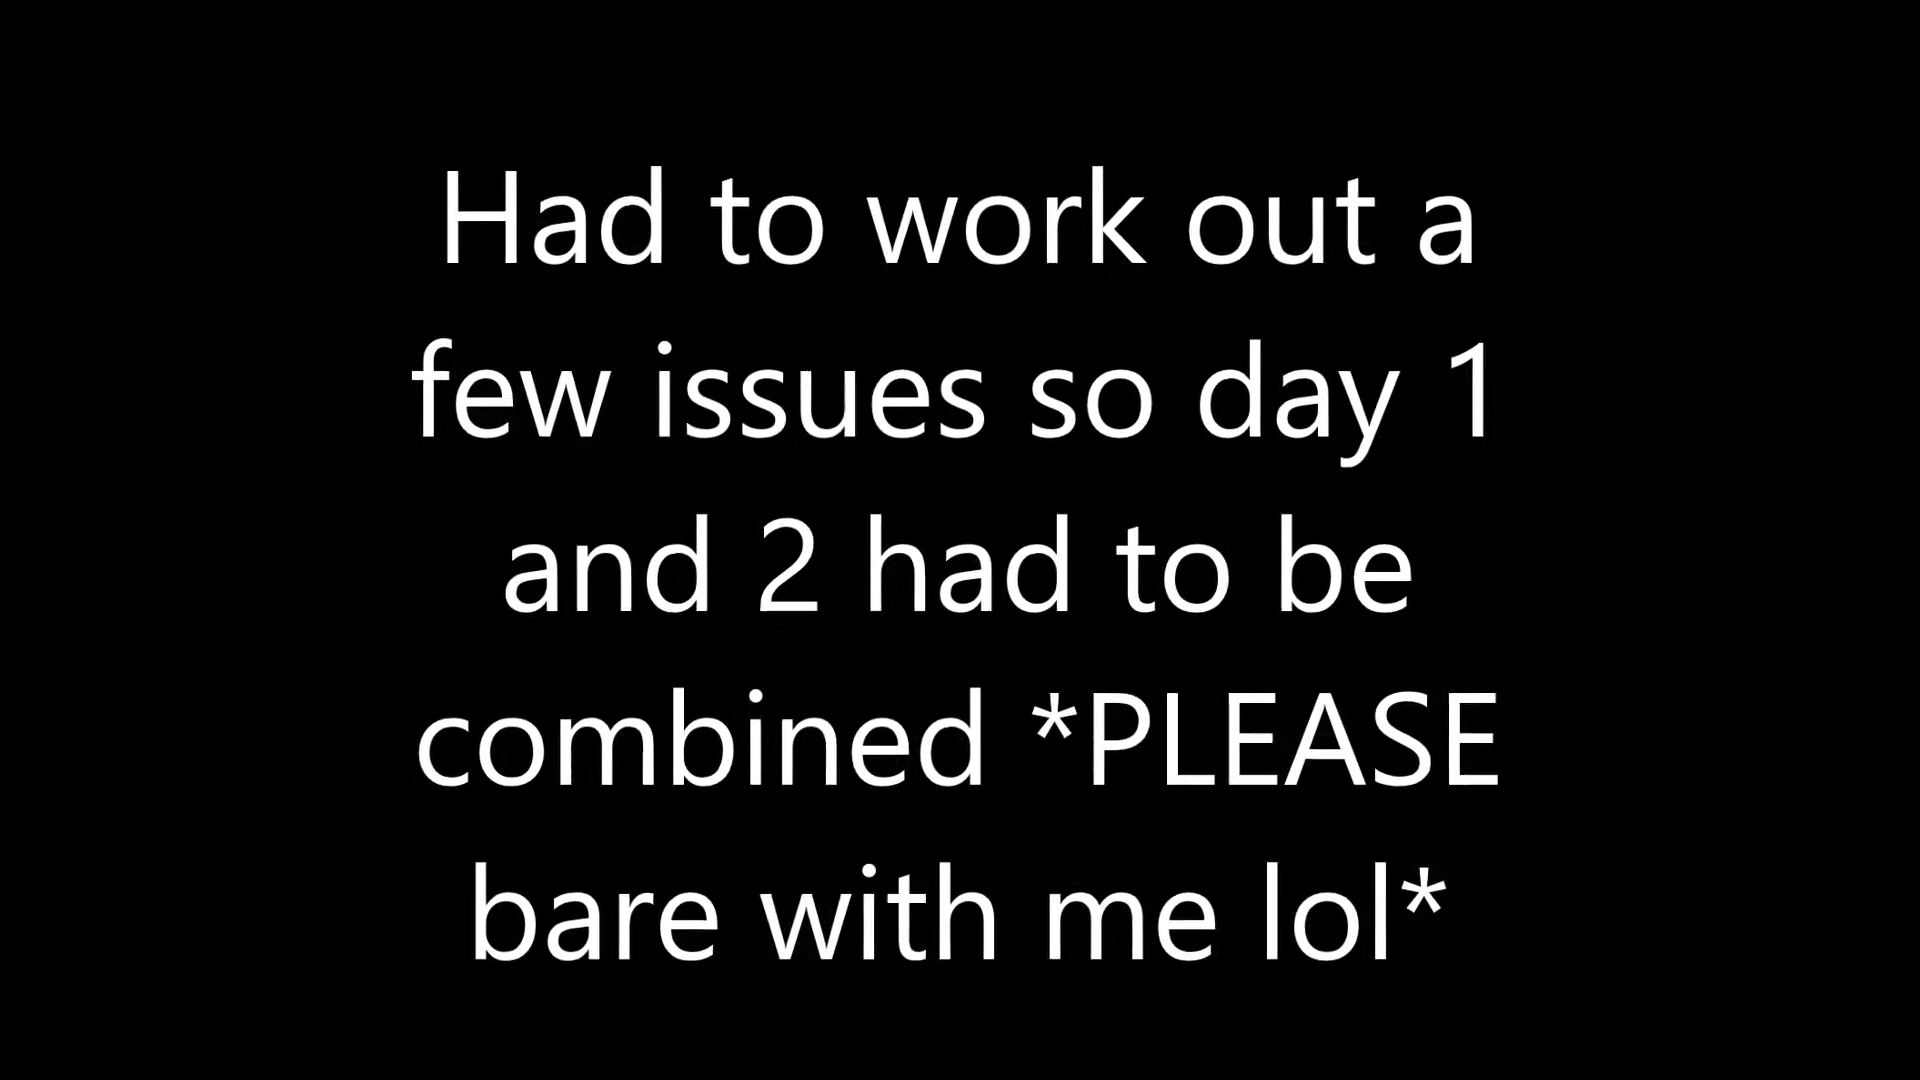 Had to work out a
few issues so day 1
and 2 had to be
combined *PLEASE
bare with me lol*